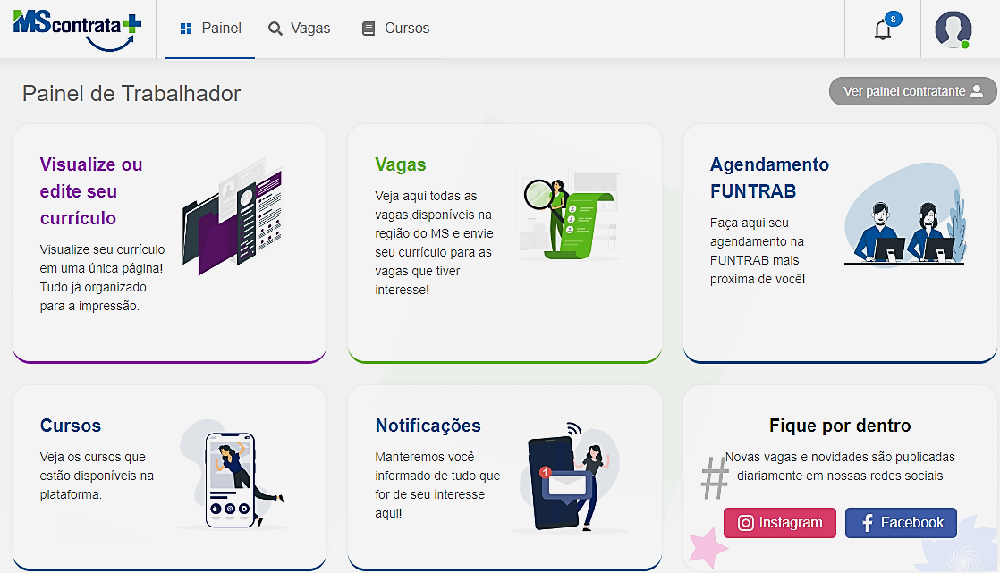 MScontrata+
Painel
Vagas
Cursos
8
Painel de Trabalhador
Ver painel contratante
Visualize ou
edite seu
currículo
Visualize seu currículo
em uma única página!
Tudo já organizado
para a impressão.
Vagas
Veja aqui todas as
vagas disponíveis na
região do MS e envie
seu currículo para as
vagas que tiver
interesse!
Agendamento
FUNTRAB
Faça aqui seu
agendamento na
FUNTRAB mais
próxima de você!
Cursos
Veja os cursos que
estão disponíveis na
plataforma.
Notificações
Manteremos você
informado de tudo que
for de seu interesse
aqui!
1
Fique por dentro
#
Novas vagas e novidades são publicadas
diariamente em nossas redes sociais
Instagram
Facebook